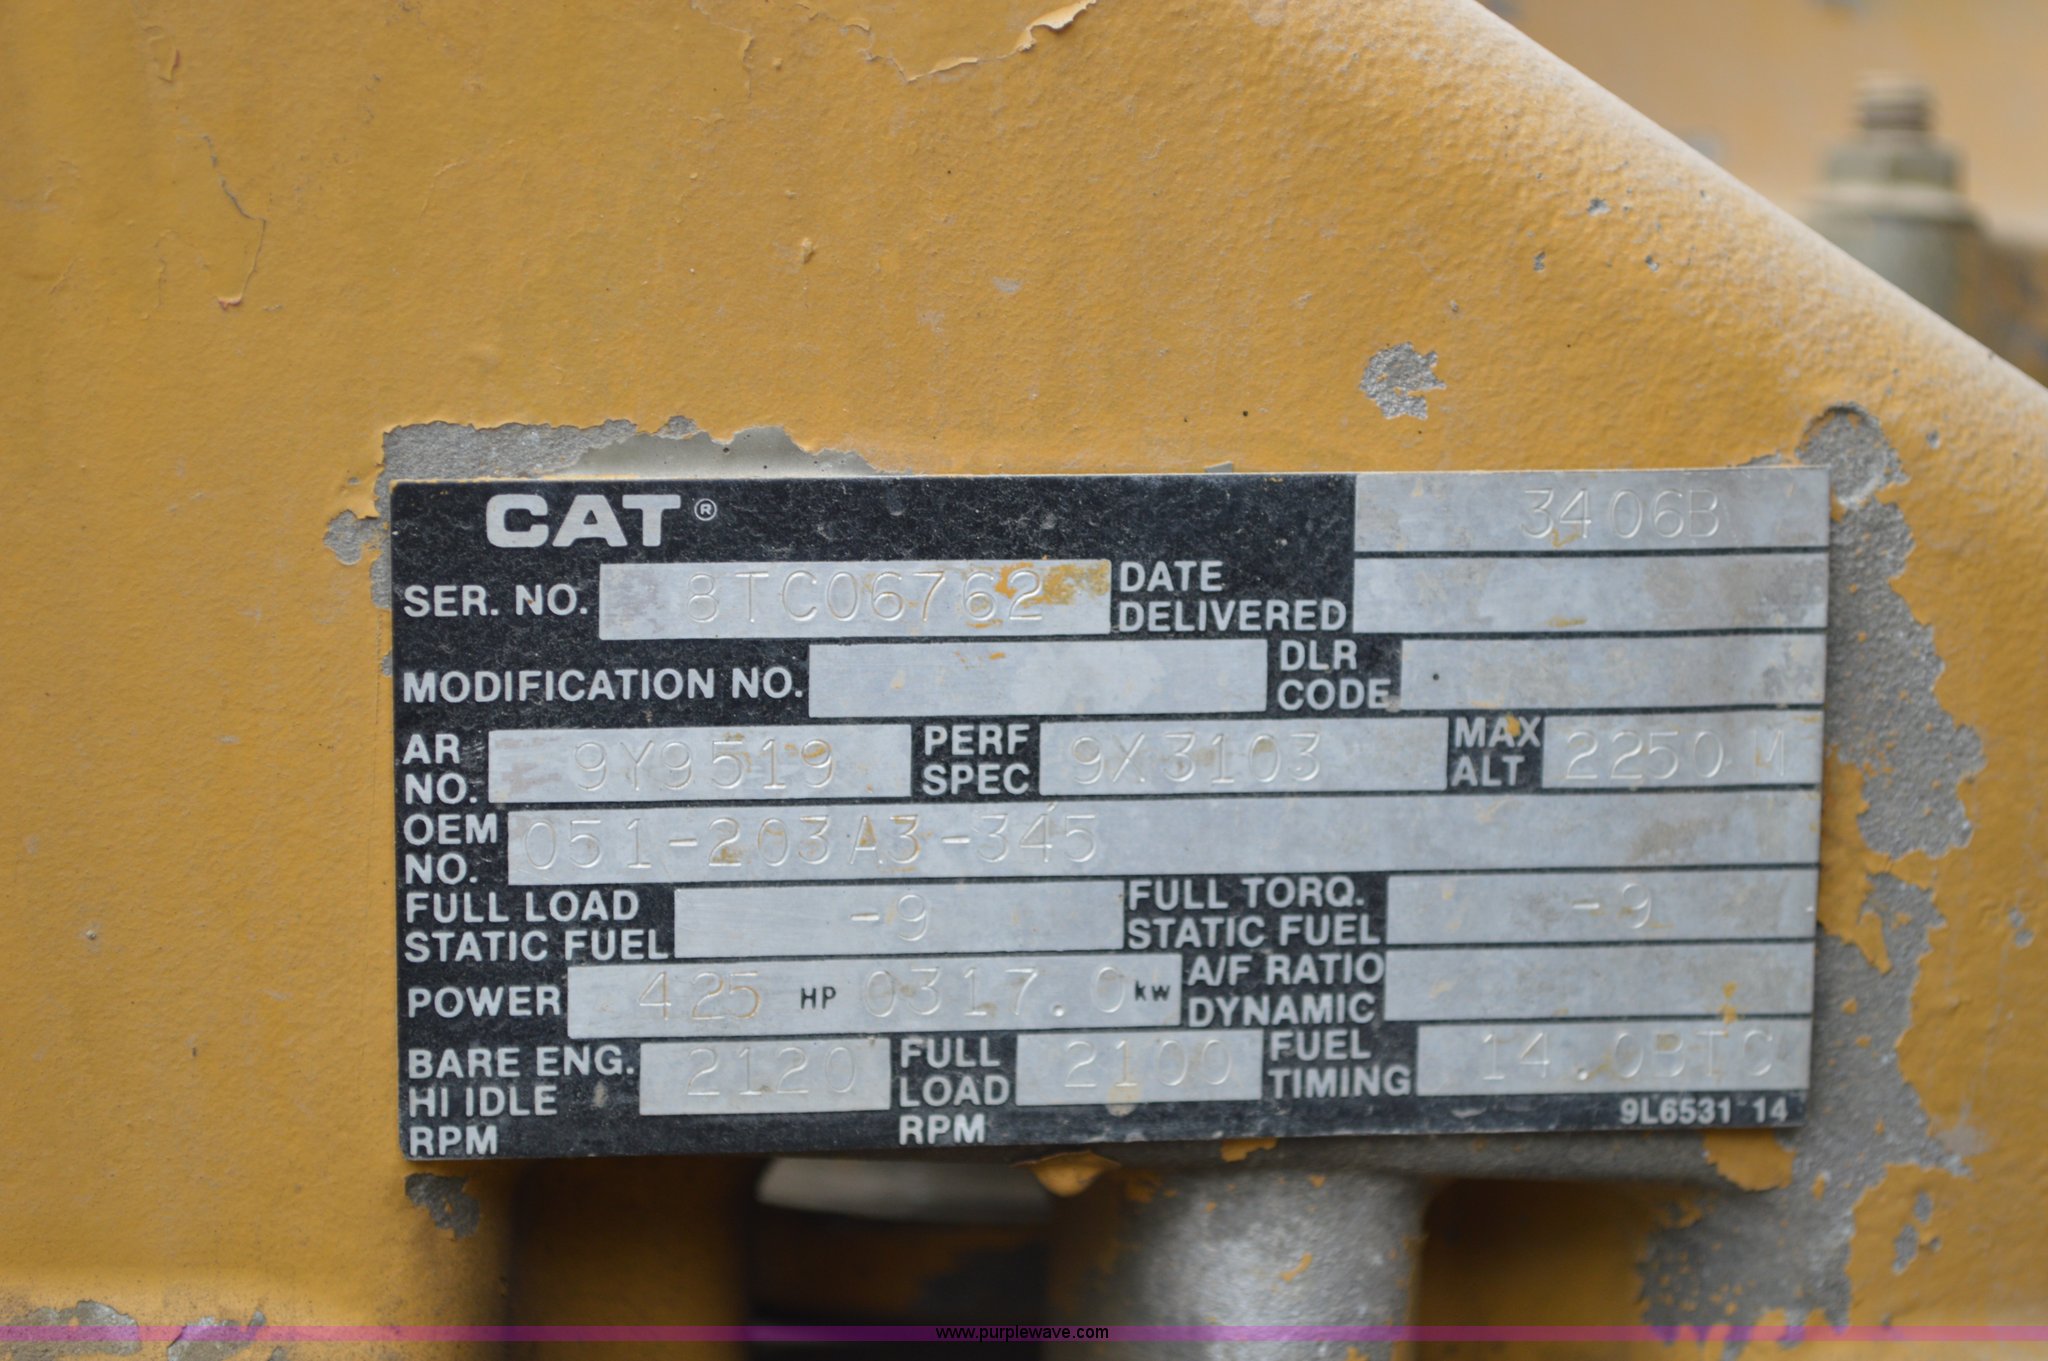 CAT® 3406B
SER. NO. 8TC06762 DATE DELIVERED
MODIFICATION NO. DLR CODE
AR NO. 9Y9519 PERF SPEC 9X3103 MAX ALT 2250 M
OEM NO. 051-203A3-345
FULL LOAD STATIC FUEL -9 FULL TORQ. STATIC FUEL -9
POWER 425 HP 0317.0 kw A/F RATIO DYNAMIC
BARE ENG. HI IDLE RPM 2120 FULL LOAD RPM 2100 FUEL TIMING 14.0BTC
9L6531 14
www.purplewave.com